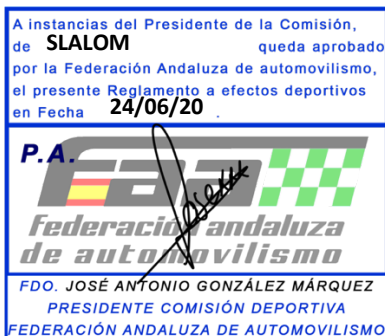 A instancias del Presidente de la Comisión,
de SLALOM queda aprobado
por la Federación Andaluza de automovilismo,
el presente Reglamento a efectos deportivos
en Fecha 24/06/20 .
P.A.
faa
federación andaluza
de automovilismo
FDO. JOSÉ ANTONIO GONZÁLEZ MÁRQUEZ
PRESIDENTE COMISIÓN DEPORTIVA
FEDERACIÓN ANDALUZA DE AUTOMOVILISMO